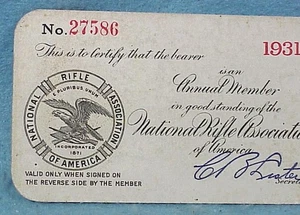 No. 27586
1931
This is to Certify that the bearer
is an
Annual Member
in good standing of the
National Rifle Associa
of America
NATIONAL RIFLE ASSOCIATION
E PLURIBUS UNUM
INCORPORATED
1871
OF AMERICA
VALID ONLY WHEN SIGNED ON
THE REVERSE SIDE BY THE MEMBER
Secre